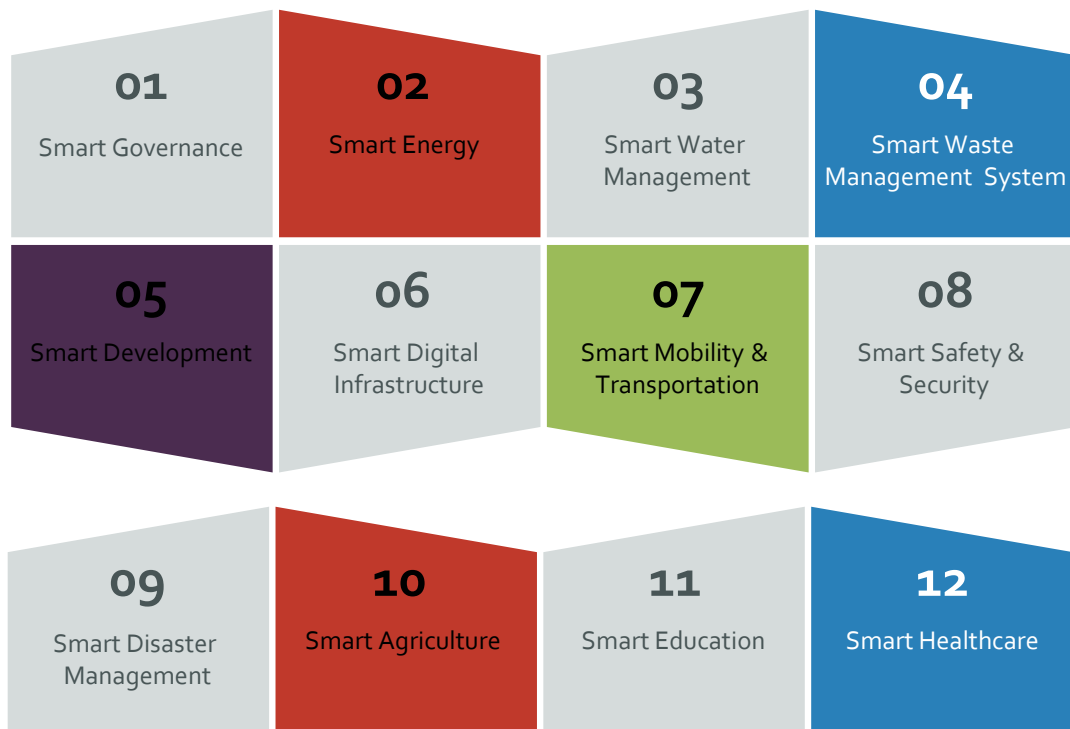 01
Smart Governance
02
Smart Energy
03
Smart Water
Management
04
Smart Waste
Management System
05
Smart Development
06
Smart Digital
Infrastructure
07
Smart Mobility &
Transportation
08
Smart Safety &
Security
09
Smart Disaster
Management
10
Smart Agriculture
11
Smart Education
12
Smart Healthcare